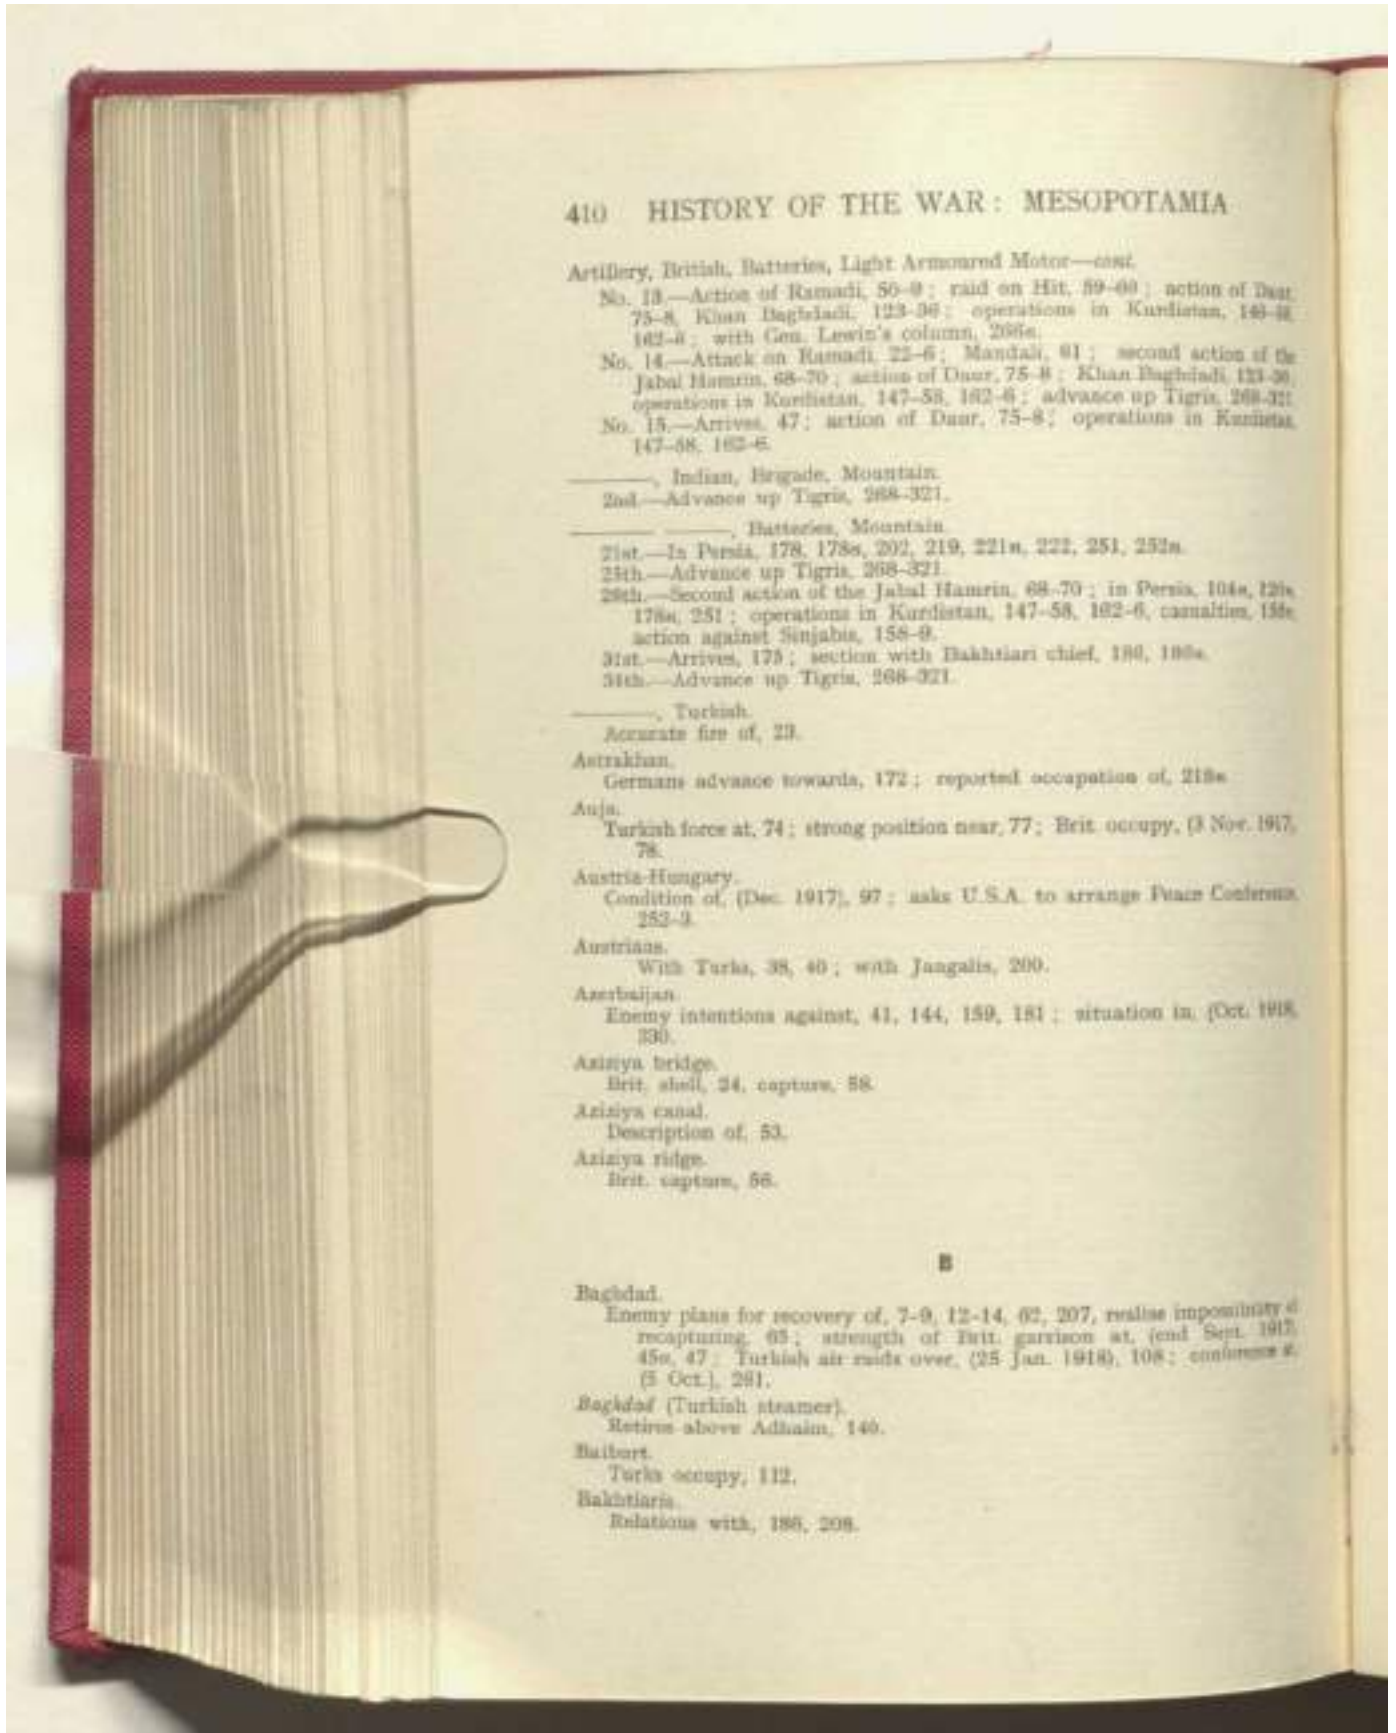 410 HISTORY OF THE WAR: MESOPOTAMIA
Artillery, British, Batteries, Light Armoured Motor—cont.
No. 13.—Action of Ramadi, 50–9; raid on Hit, 59–60; action of Daur,
75–8, Khan Baghdadi, 123–36; operations in Kurdistan,
162–6; with Gen. Lewin's column, 266n.
No. 14.—Attack on Ramadi, 22–6; Mandali, 61; second action of the
Jabal Hamrin, 68–70; action of Daur, 75–8; Khan Baghdadi, 123–36,
operations in Kurdistan, 147–58, 162–6; advance up Tigris, 268–321.
No. 15.—Arrives, 47; action of Daur, 75–8; operations in Kurdistan,
147–58, 162–6.
———, Indian, Brigade, Mountain.
2nd.—Advance up Tigris, 268–321.
——— ———, Batteries, Mountain.
21st.—In Persia, 178, 178n, 202, 219, 221n, 222, 251, 252n.
25th.—Advance up Tigris, 268–321.
26th.—Second action of the Jabal Hamrin, 68–70; in Persia, 104n,
178n, 251; operations in Kurdistan, 147–58, 162–6, casualties,
action against Sinjabis, 158–9.
31st.—Arrives, 175; section with Bakhtiari chief, 186, 186n.
34th.—Advance up Tigris, 268–321.
———, Turkish.
Accurate fire of, 23.
Astrakhan.
Germans advance towards, 172; reported occupation of, 218n.
Auja.
Turkish force at, 74; strong position near, 77; Brit. occupy, (3 Nov. 1917,
78.
Austria-Hungary.
Condition of, (Dec. 1917), 97; asks U.S.A. to arrange Peace Conference,
252–3.
Austrians.
With Turks, 38, 40; with Jangalis, 200.
Azerbaijan.
Enemy intentions against, 41, 144, 159, 181; situation in, (Oct. 1918,
330.
Aziziya bridge.
Brit. shell, 24, capture, 58.
Aziziya canal.
Description of, 53.
Aziziya ridge.
Brit. capture, 56.
B
Baghdad.
Enemy plans for recovery of, 7–9, 12–14, 62, 207, realise impossibility of
recapturing, 65; strength of Brit. garrison at, (end Sept. 1917,
45n, 47; Turkish air raids over, (25 Jan. 1918), 108; conference at,
(5 Oct.), 261.
Baghdad (Turkish steamer).
Retires above Adhaim, 140.
Baiburt.
Turks occupy, 112.
Bakhtiaris.
Relations with, 186, 208.